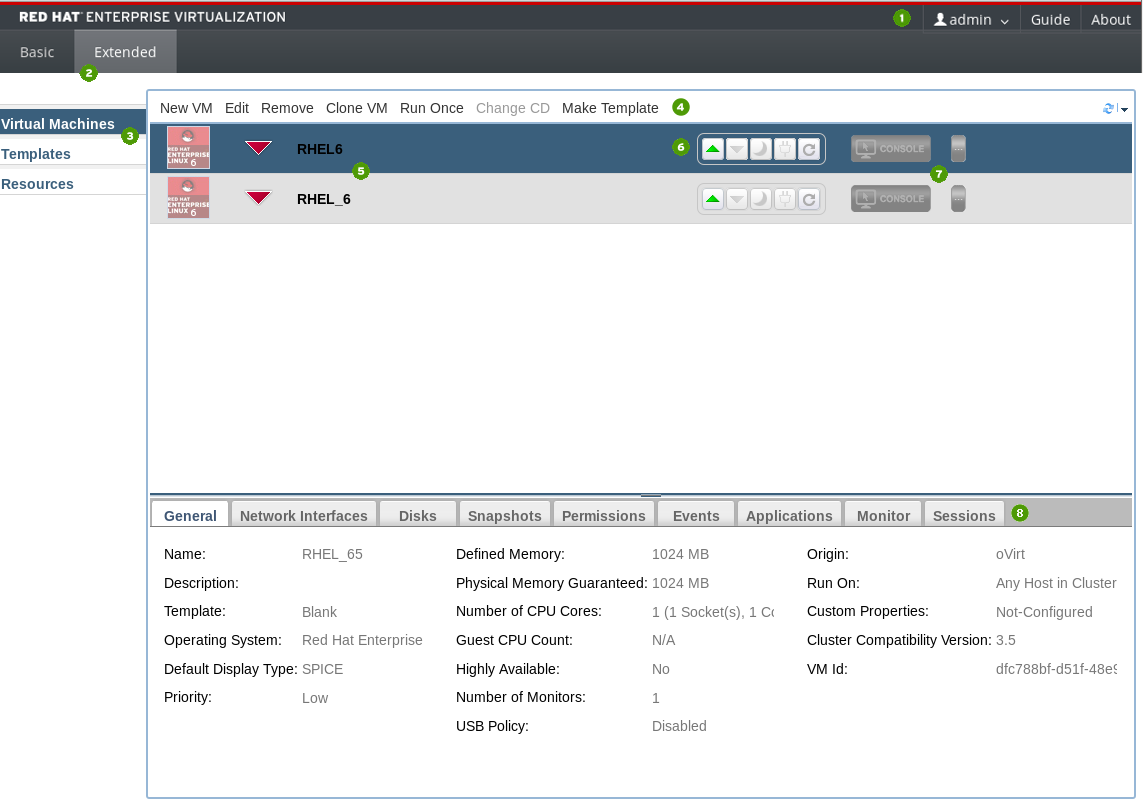 RED HAT ENTERPRISE VIRTUALIZATION
1 admin Guide About
Basic Extended
2
Virtual Machines
3
Templates
Resources
New VM Edit Remove Clone VM Run Once Change CD Make Template 4
RED HAT
ENTERPRISE
LINUX 6
RHEL6
5
6
CONSOLE
7
RED HAT
ENTERPRISE
LINUX 6
RHEL_6
CONSOLE
General Network Interfaces Disks Snapshots Permissions Events Applications Monitor Sessions 8
Name: RHEL_65 Defined Memory: 1024 MB Origin: oVirt
Description: Physical Memory Guaranteed: 1024 MB Run On: Any Host in Cluster
Template: Blank Number of CPU Cores: 1 (1 Socket(s), 1 Co Custom Properties: Not-Configured
Operating System: Red Hat Enterprise Guest CPU Count: N/A Cluster Compatibility Version: 3.5
Default Display Type: SPICE Highly Available: No VM Id: dfc788bf-d51f-48e9
Priority: Low Number of Monitors: 1
USB Policy: Disabled